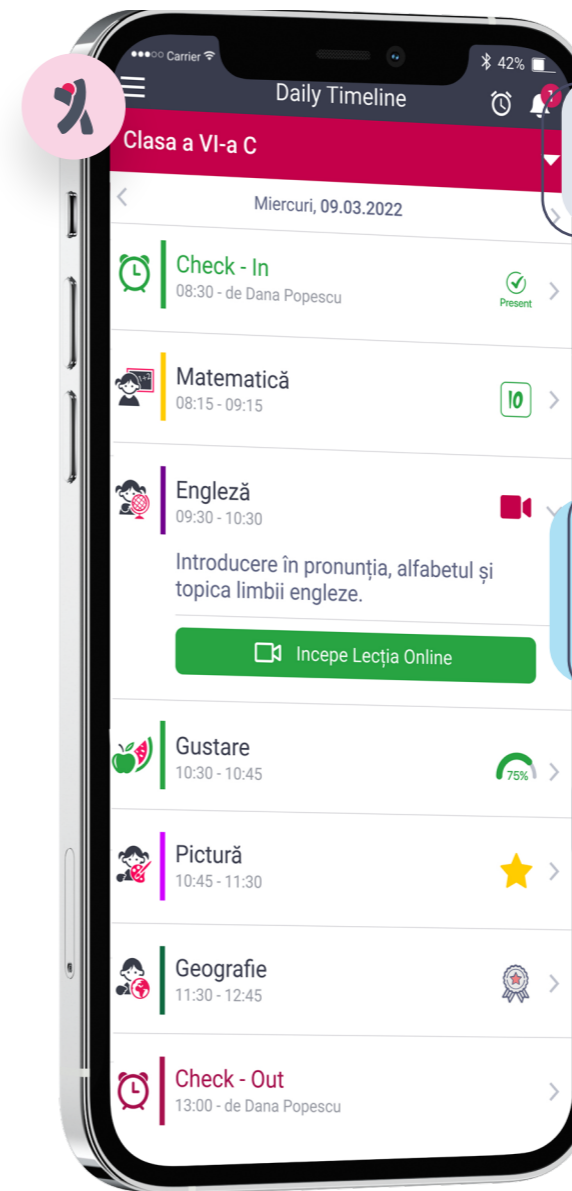 Carrier
42%
Daily Timeline
Clasa a VI-a C
Miercuri, 09.03.2022
Check - In
08:30 - de Dana Popescu
Present
Matematică
08:15 - 09:15
10
Engleză
09:30 - 10:30
Introducere în pronunția, alfabetul și
topica limbii engleze.
Incepe Lecția Online
Gustare
10:30 - 10:45
75%
Pictură
10:45 - 11:30
Geografie
11:30 - 12:45
Check - Out
13:00 - de Dana Popescu